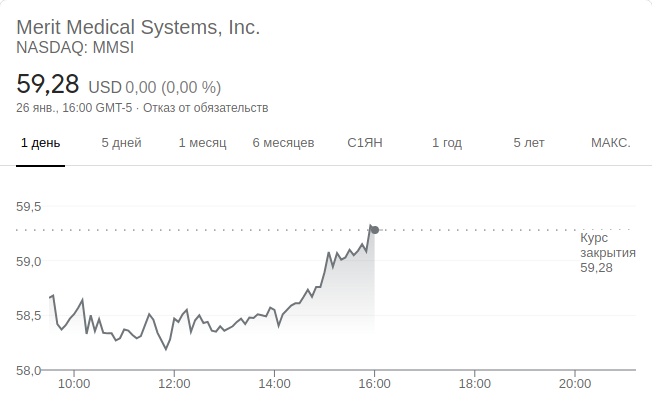 Merit Medical Systems, Inc.
NASDAQ: MMSI
59,28 USD 0,00 (0,00 %)
26 янв., 16:00 GMT-5 · Отказ от обязательств
1 день 5 дней 1 месяц 6 месяцев С1ЯН 1 год 5 лет МАКС.
59,5
Курс
закрытия
59,28
59,0
58,5
58,0
10:00 12:00 14:00 16:00 18:00 20:00